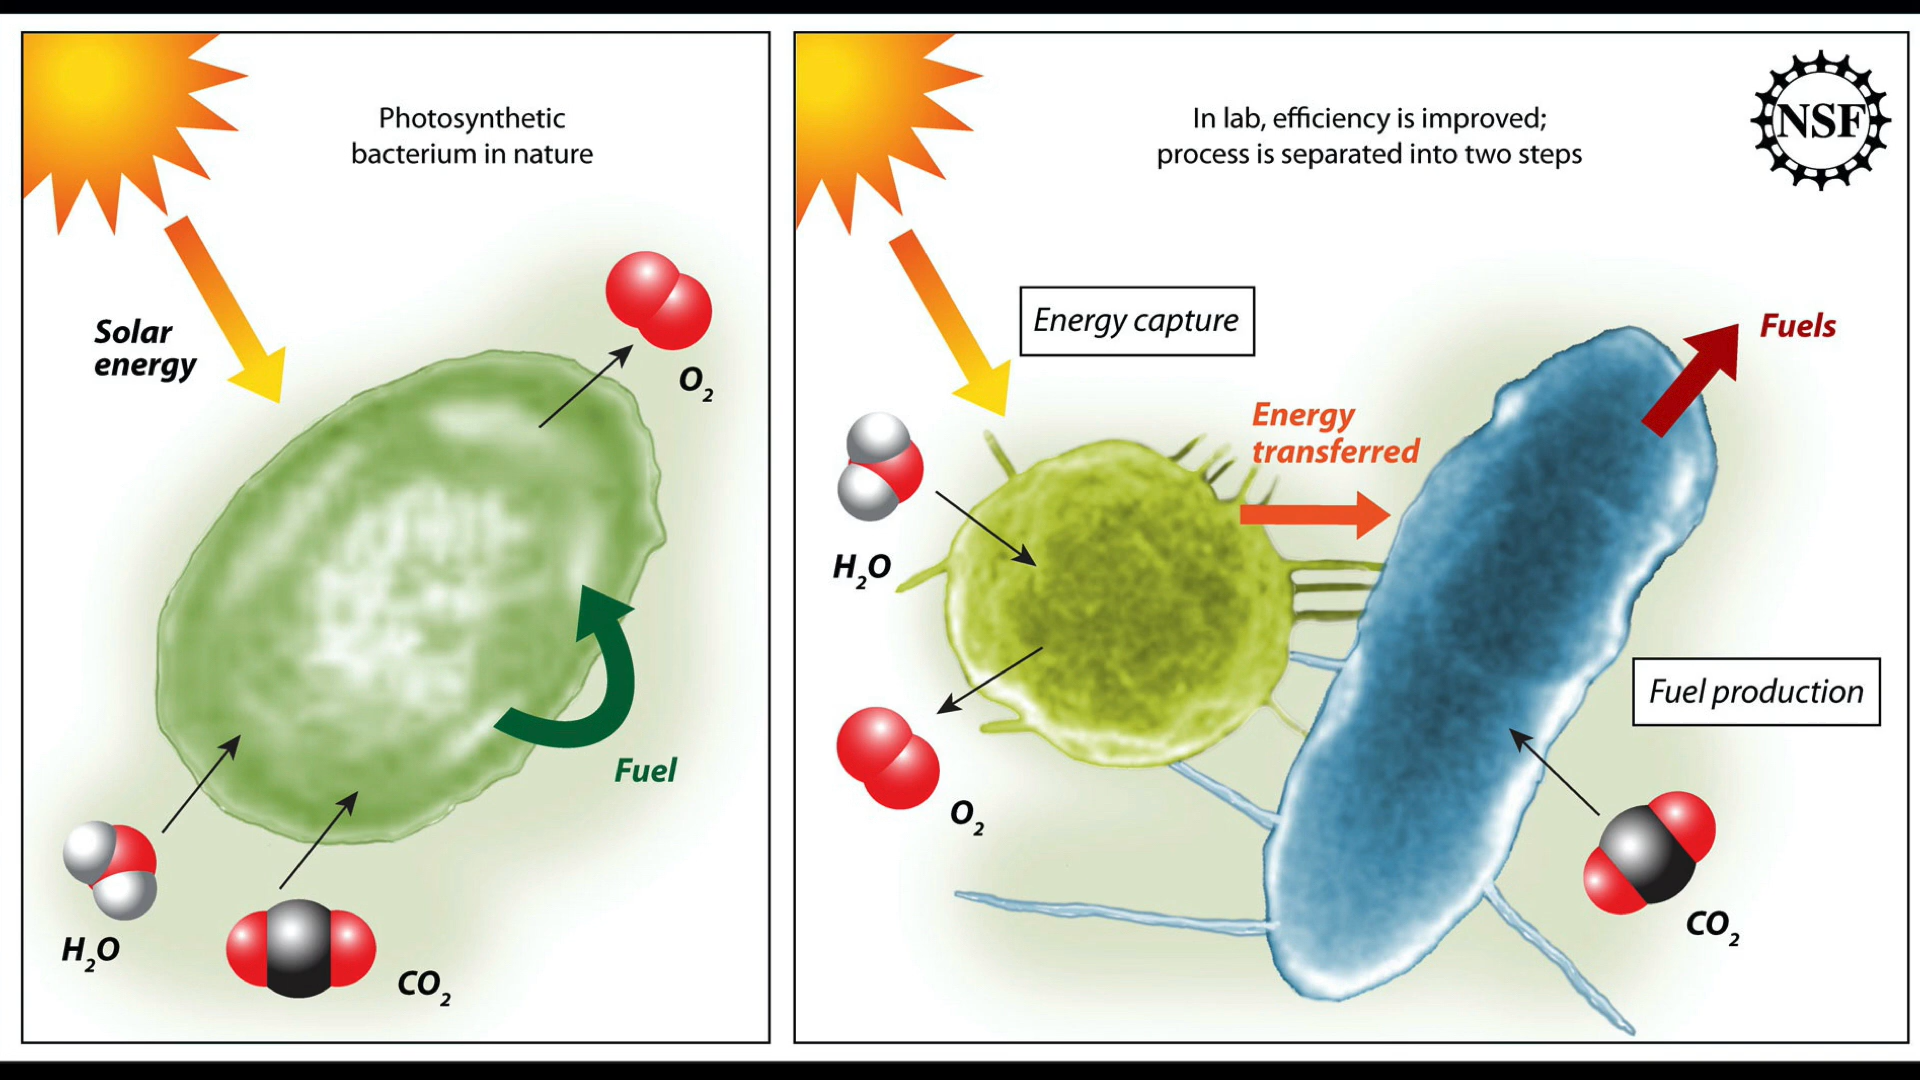 Photosynthetic
bacterium in nature
Solar
energy
O₂
Fuel
H₂O
CO₂
In lab, efficiency is improved;
process is separated into two steps
NSF
Energy capture
Fuels
Energy
transferred
H₂O
Fuel production
O₂
CO₂